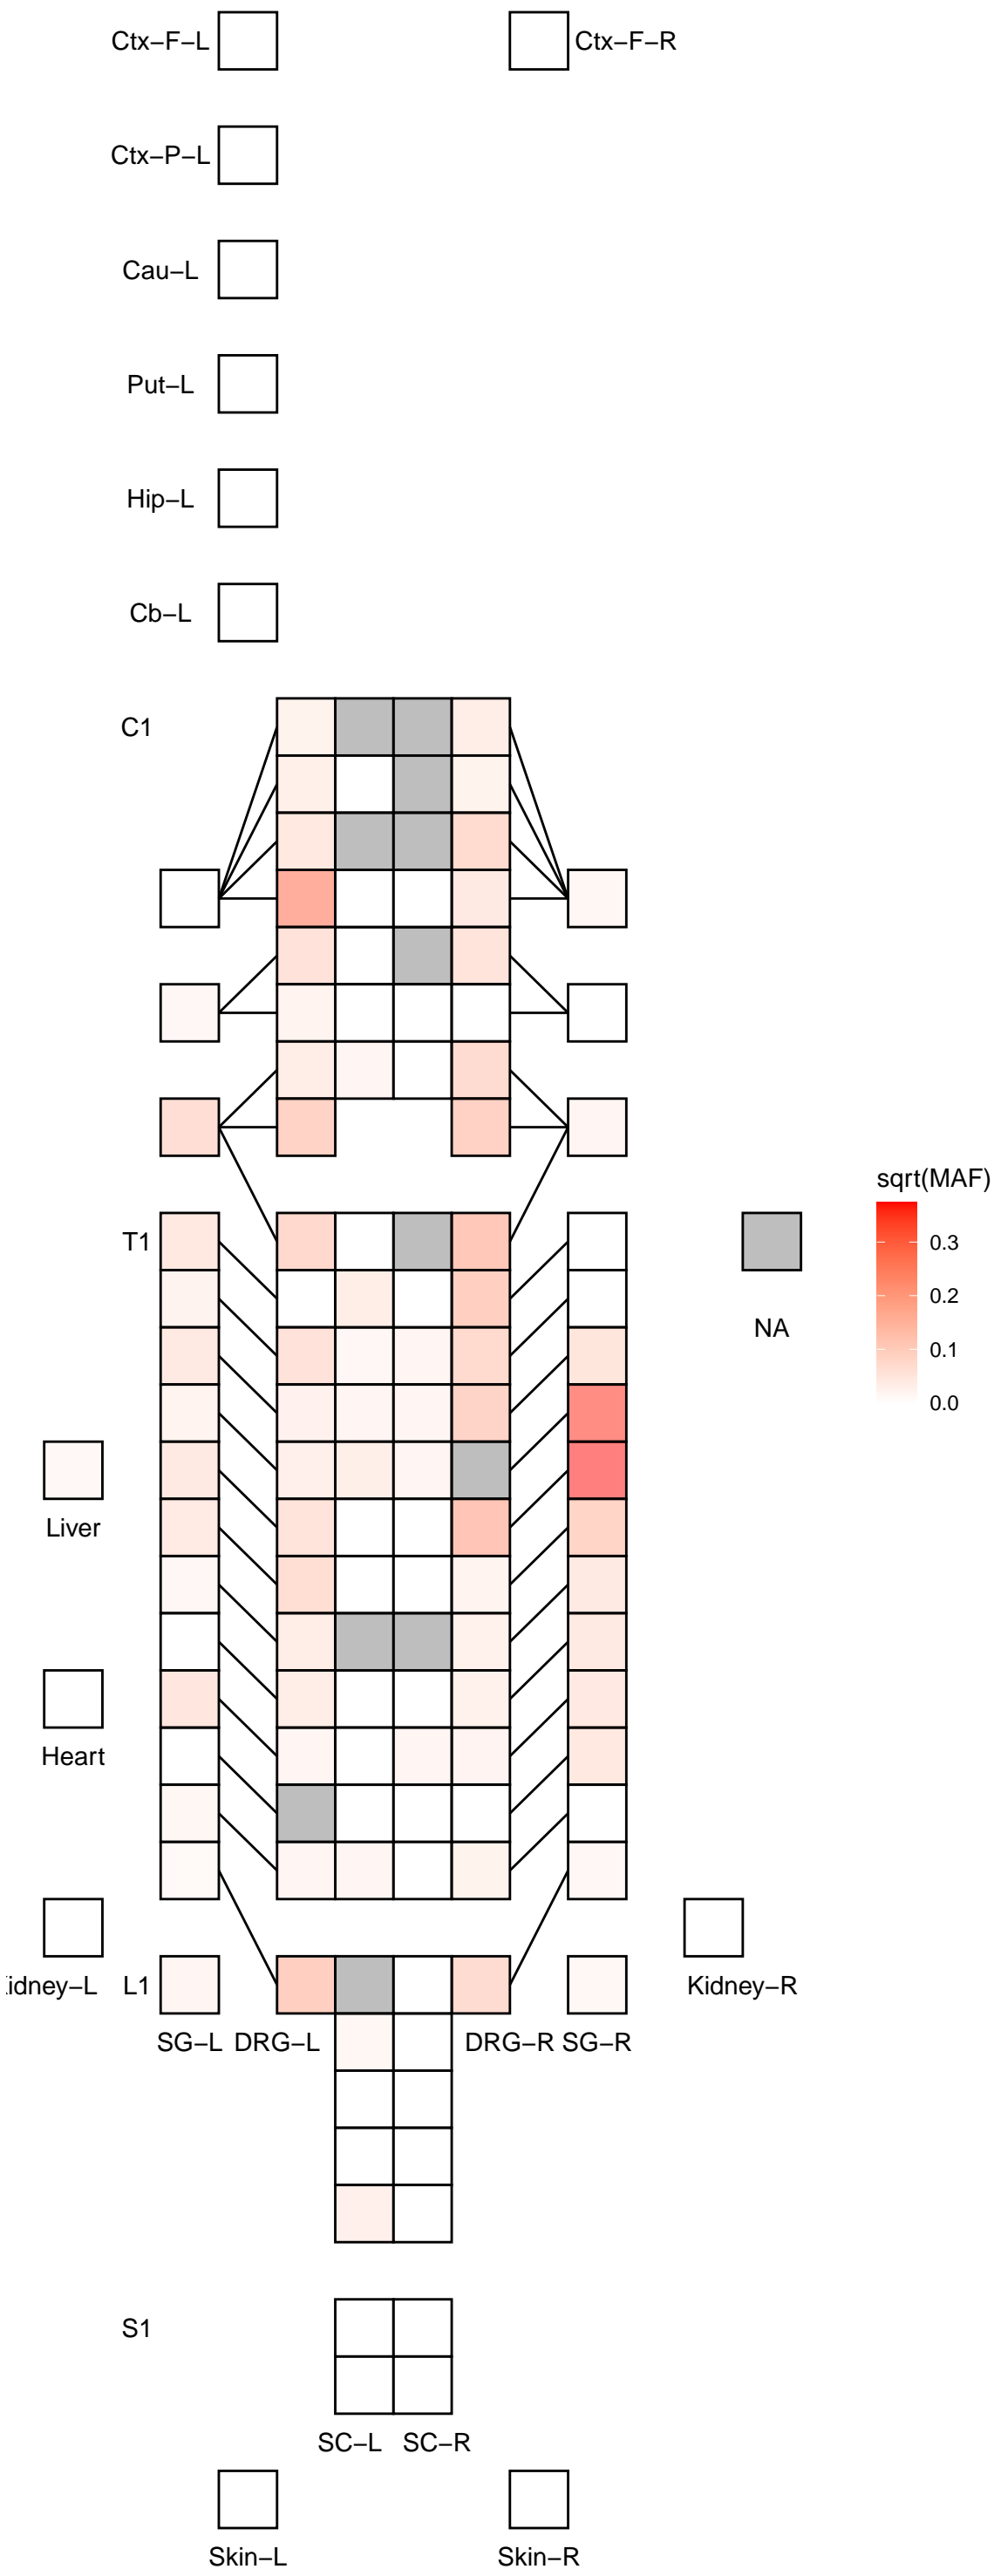 Ctx−F−L
Ctx−F−R
Ctx−P−L
Cau−L
Put−L
Hip−L
Cb−L
C1
sqrt(MAF)
T1
0.3
0.2
NA
0.1
0.0
Liver
Heart
idney−L
L1
Kidney−R
SG−L
DRG−L
DRG−R
SG−R
S1
SC−L
SC−R
Skin−L
Skin−R